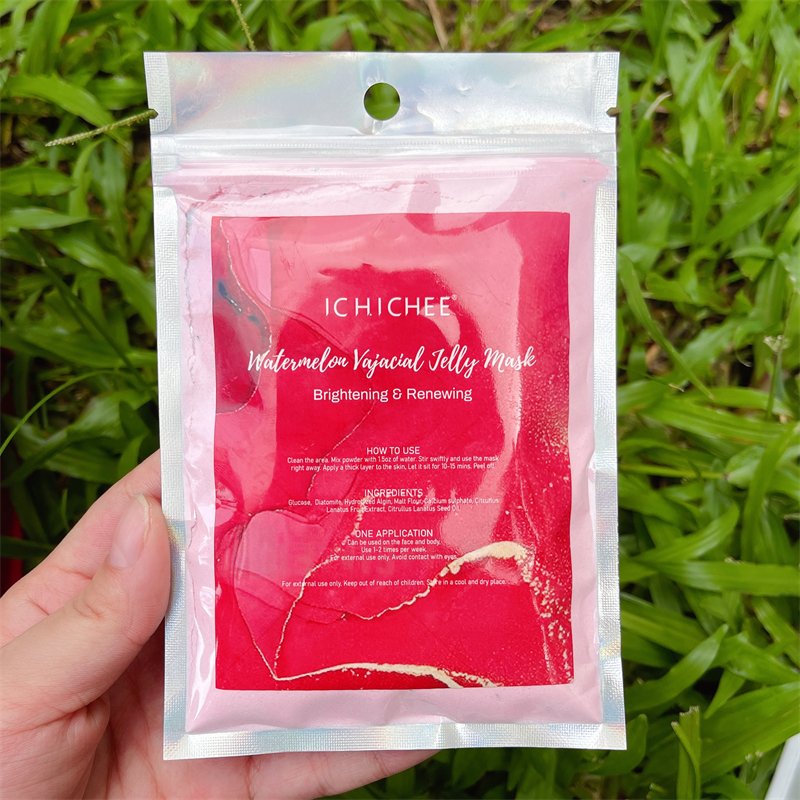 ICHICHEE®
Watermelon Vajacial Jelly Mask
Brightening & Renewing
HOW TO USE
Clean the area. Mix powder with 1.5oz of water. Stir swiftly and use the mask
right away. Apply a thick layer to the skin, Let it sit for 10-15 mins. Peel off.
INGREDIENTS
Glucose, Diatomite, Hydrolized Algin, Malt Flour, Calcium sulphate, Citrullus
Lanatus Fruit Extract, Citrullus Lanatus Seed Oil.
ONE APPLICATION
Can be used on the face and body.
Use 1-2 times per week.
For external use only. Avoid contact with eyes.
For external use only. Keep out of reach of children. Store in a cool and dry place.